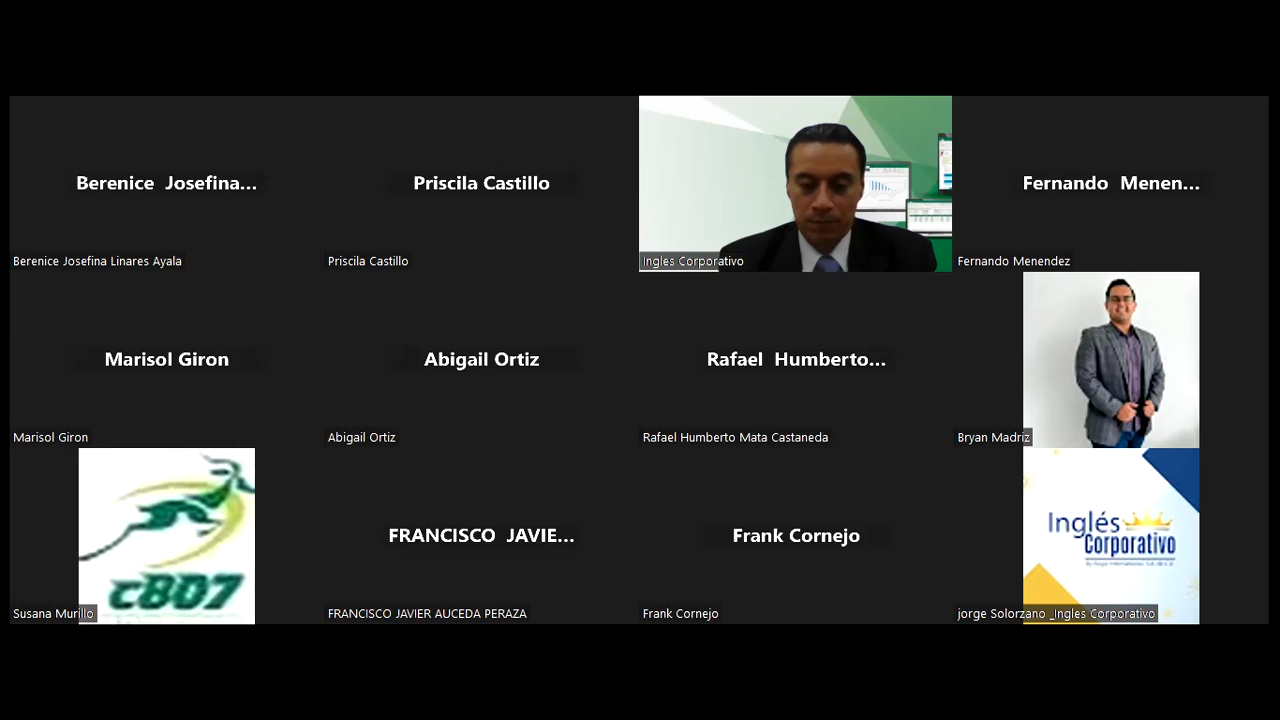 Berenice Josefina...
Priscila Castillo
Fernando Menen...
Berenice Josefina Linares Ayala
Priscila Castillo
Ingles Corporativo
Fernando Menendez
Marisol Giron
Abigail Ortiz
Rafael Humberto...
Marisol Giron
Abigail Ortiz
Rafael Humberto Mata Castaneda
Bryan Madriz
cBO7
FRANCISCO JAVIE...
Frank Cornejo
Inglés
Corporativo
Susana Murillo
FRANCISCO JAVIER AUCEDA PERAZA
Frank Cornejo
jorge Solorzano _Ingles Corporativo